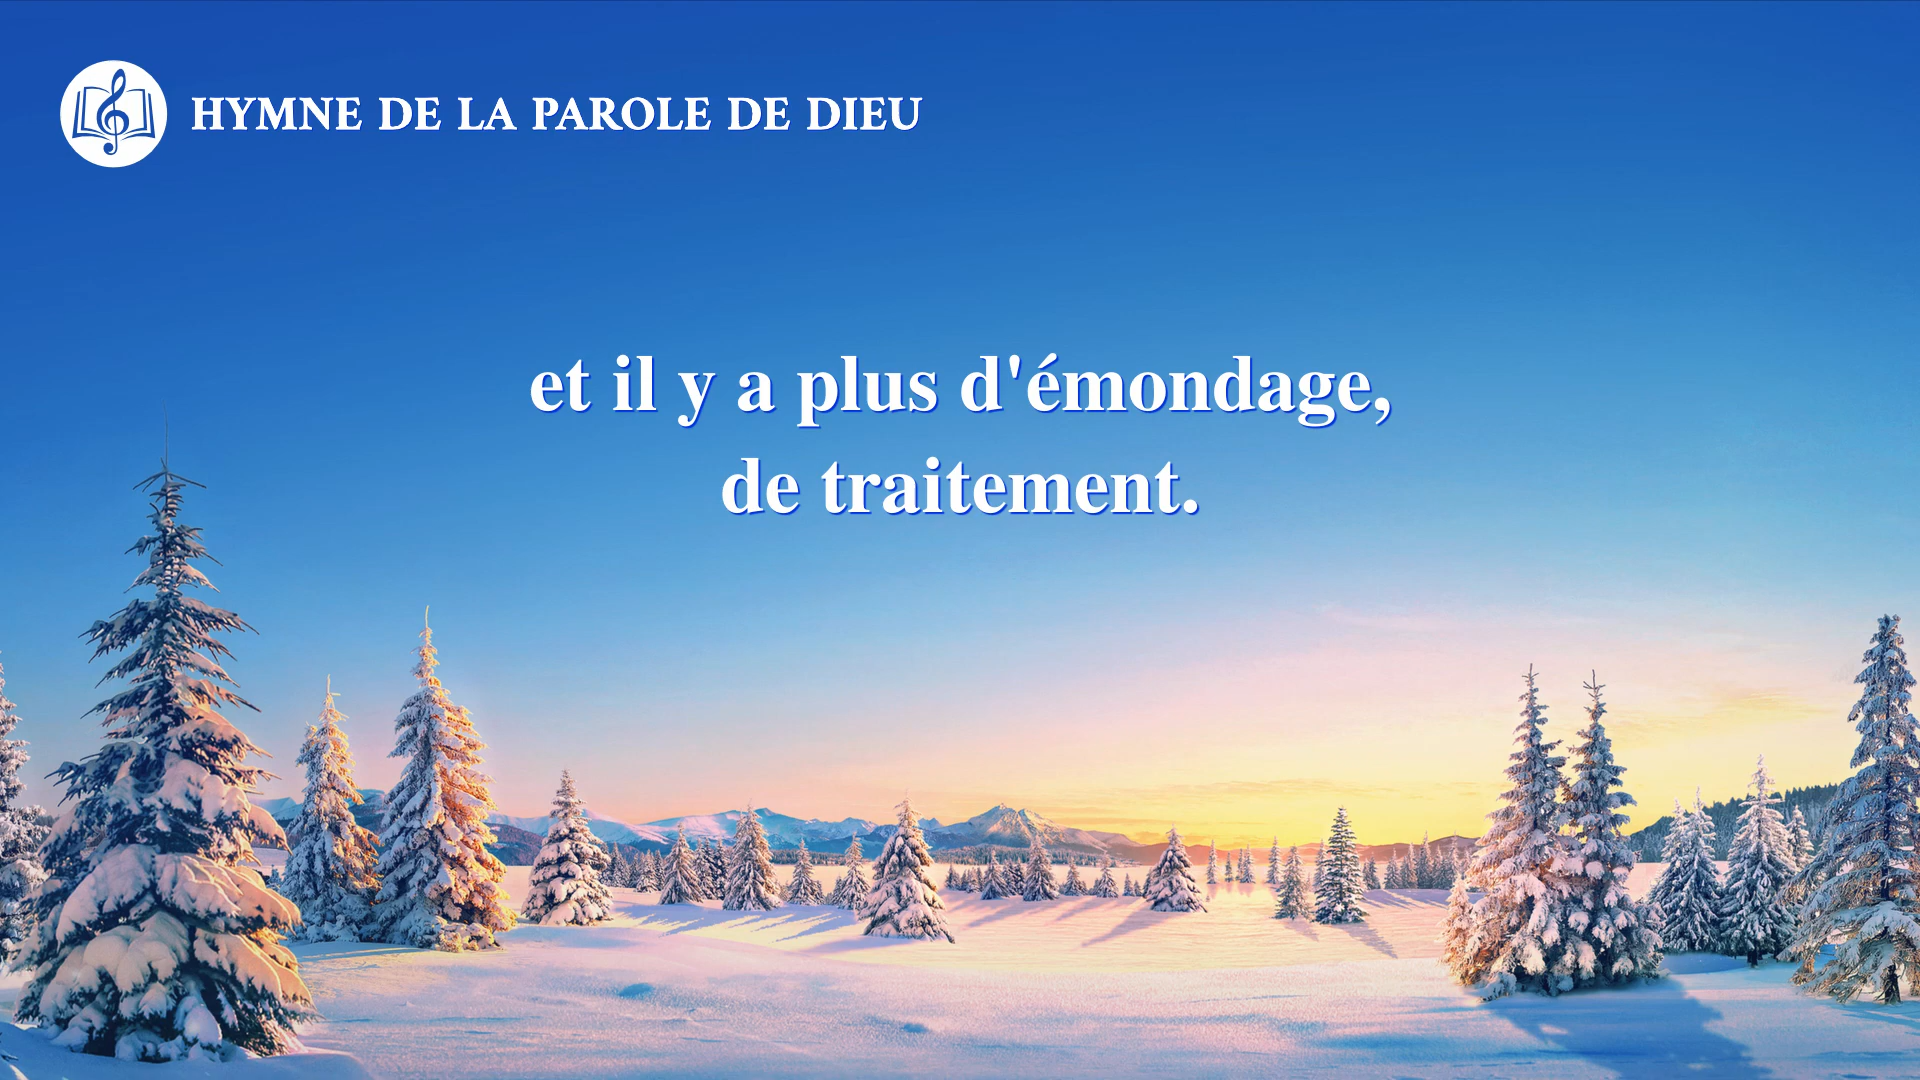 HYMNE DE LA PAROLE DE DIEU
et il y a plus d'émondage,
de traitement.